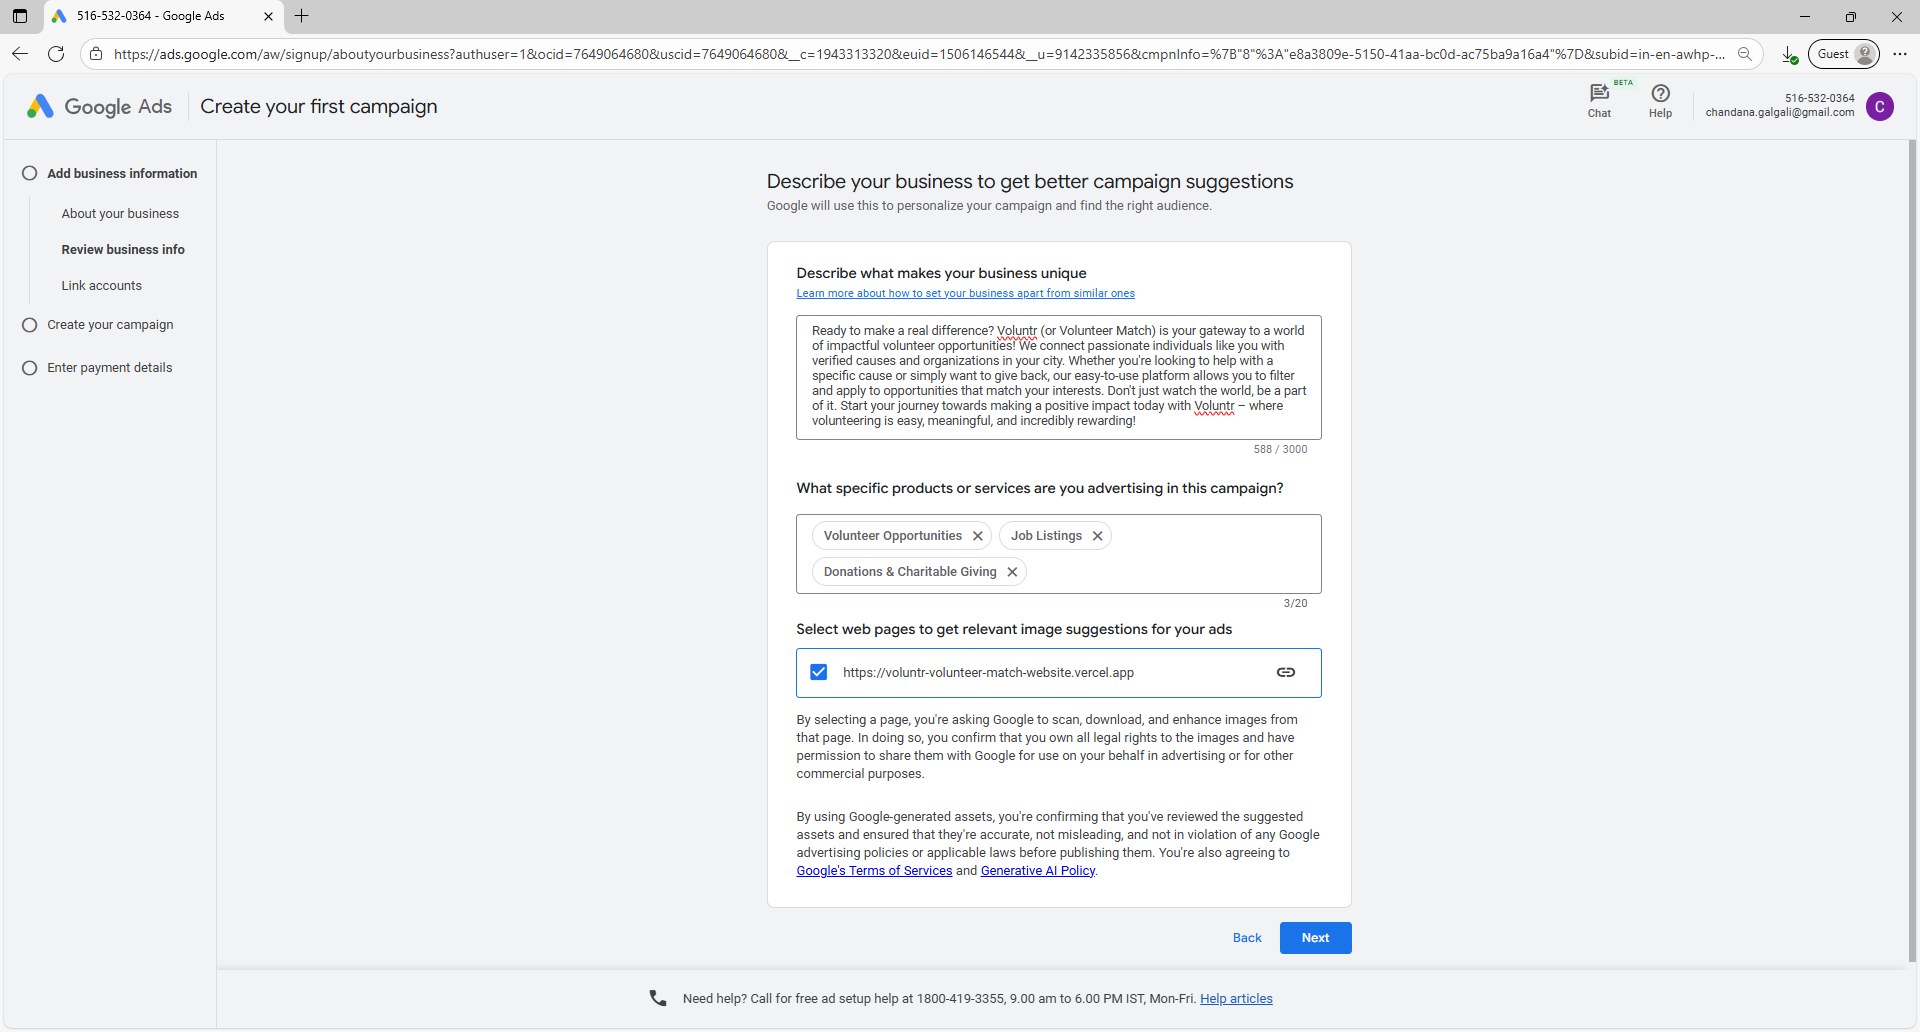 516-532-0364 - Google Ads
https://ads.google.com/aw/signup/aboutyourbusiness?authuser=1&ocid=7649064680&uscid=7649064680&__c=1943313320&euid=1506146544&__u=9142335856&cmpnInfo=%7B"8"%3A"e8a3809e-5150-41aa-bc0d-ac75ba9a16a4"%7D&subid=in-en-awhp-...
Guest
Google Ads
Create your first campaign
BETA
Chat
Help
516-532-0364
chandana.galgali@gmail.com
C
Add business information
About your business
Review business info
Link accounts
Create your campaign
Enter payment details
Describe your business to get better campaign suggestions
Google will use this to personalize your campaign and find the right audience.
Describe what makes your business unique
Learn more about how to set your business apart from similar ones
Ready to make a real difference? Voluntr (or Volunteer Match) is your gateway to a world
of impactful volunteer opportunities! We connect passionate individuals like you with
verified causes and organizations in your city. Whether you're looking to help with a
specific cause or simply want to give back, our easy-to-use platform allows you to filter
and apply to opportunities that match your interests. Don't just watch the world, be a part
of it. Start your journey towards making a positive impact today with Voluntr – where
volunteering is easy, meaningful, and incredibly rewarding!
588 / 3000
What specific products or services are you advertising in this campaign?
Volunteer Opportunities
Job Listings
Donations & Charitable Giving
3/20
Select web pages to get relevant image suggestions for your ads
https://voluntr-volunteer-match-website.vercel.app
By selecting a page, you're asking Google to scan, download, and enhance images from
that page. In doing so, you confirm that you own all legal rights to the images and have
permission to share them with Google for use on your behalf in advertising or for other
commercial purposes.
By using Google-generated assets, you're confirming that you've reviewed the suggested
assets and ensured that they're accurate, not misleading, and not in violation of any Google
advertising policies or applicable laws before publishing them. You're also agreeing to
Google's Terms of Services and Generative AI Policy.
Back
Next
Need help? Call for free ad setup help at 1800-419-3355, 9.00 am to 6.00 PM IST, Mon-Fri. Help articles